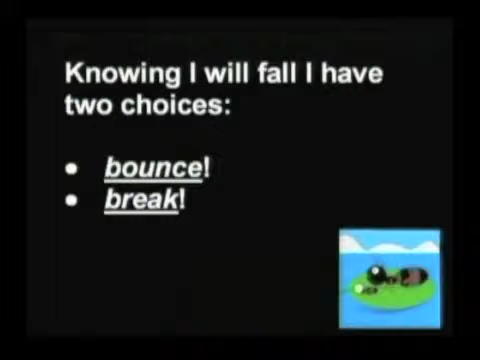 Knowing I will fall I have
two choices:
• bounce!
• break!